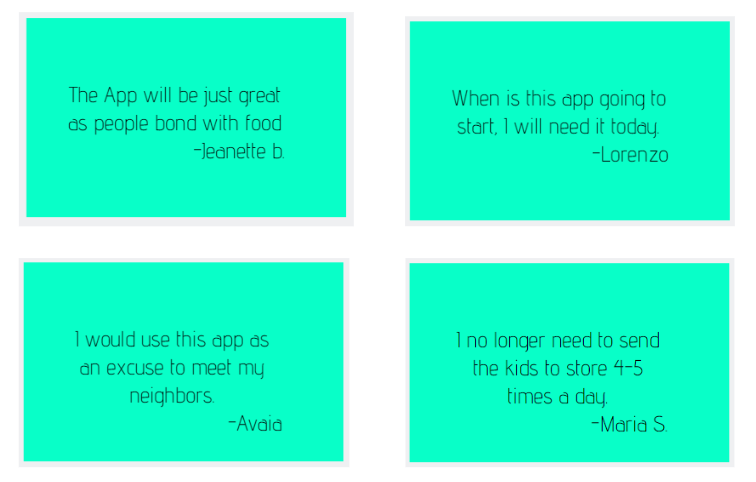 The App will be just great
as people bond with food
-Jeanette b.
When is this app going to
start, I will need it today.
-Lorenzo
I would use this app as
an excuse to meet my
neighbors.
-Avaia
I no longer need to send
the kids to store 4-5
times a day.
-Maria S.